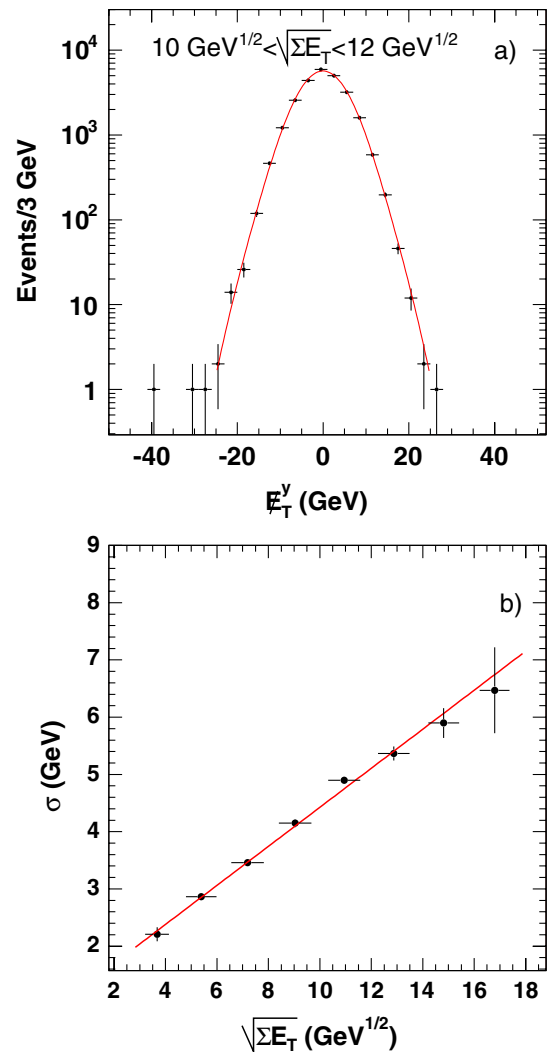 10 GeV^{1/2}<√ΣE_T<12 GeV^{1/2}
a)
Events/3 GeV
10^4
10^3
10^2
10
1
-40 -20 0 20 40
E̸_T^y (GeV)
b)
σ (GeV)
9
8
7
6
5
4
3
2
2 4 6 8 10 12 14 16 18
√ΣE_T (GeV^{1/2})